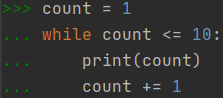 >>> count = 1
... while count <= 10:
...     print(count)
...     count += 1